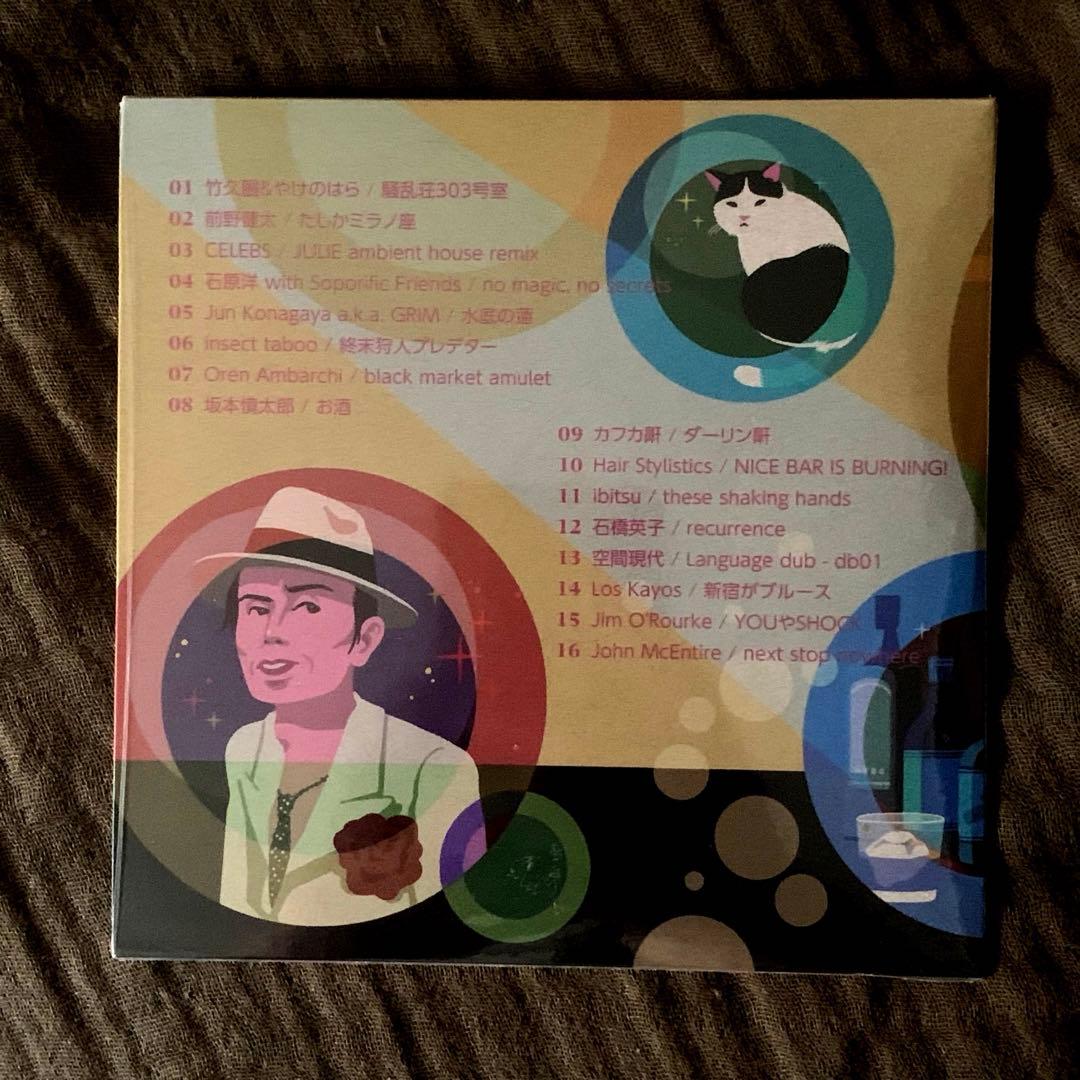 01 竹久圏&やけのはら / 騒乱荘303号室
02 前野健太 / たしかミラノ座
03 CELEBS / JULIE ambient house remix
04 石原洋 with Soporific Friends / no magic, no secrets
05 Jun Konagaya a.k.a. GRIM / 水底の蓮
06 insect taboo / 終末狩人プレデター
07 Oren Ambarchi / black market amulet
08 坂本慎太郎 / お酒
09 カフカ鼾 / ダーリン鼾
10 Hair Stylistics / NICE BAR IS BURNING!
11 ibitsu / these shaking hands
12 石橋英子 / recurrence
13 空間現代 / Language dub - db01
14 Los Kayos / 新宿がブルース
15 Jim O'Rourke / YOUやSHOCK
16 John McEntire / next stop nowhere